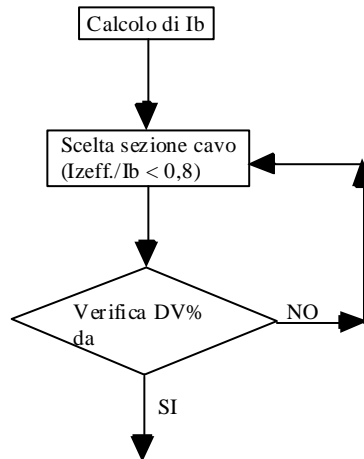 Calcolo di Ib
Scelta sezione cavo
(Izeff./Ib < 0,8)
Verifica DV%
da
NO
SI